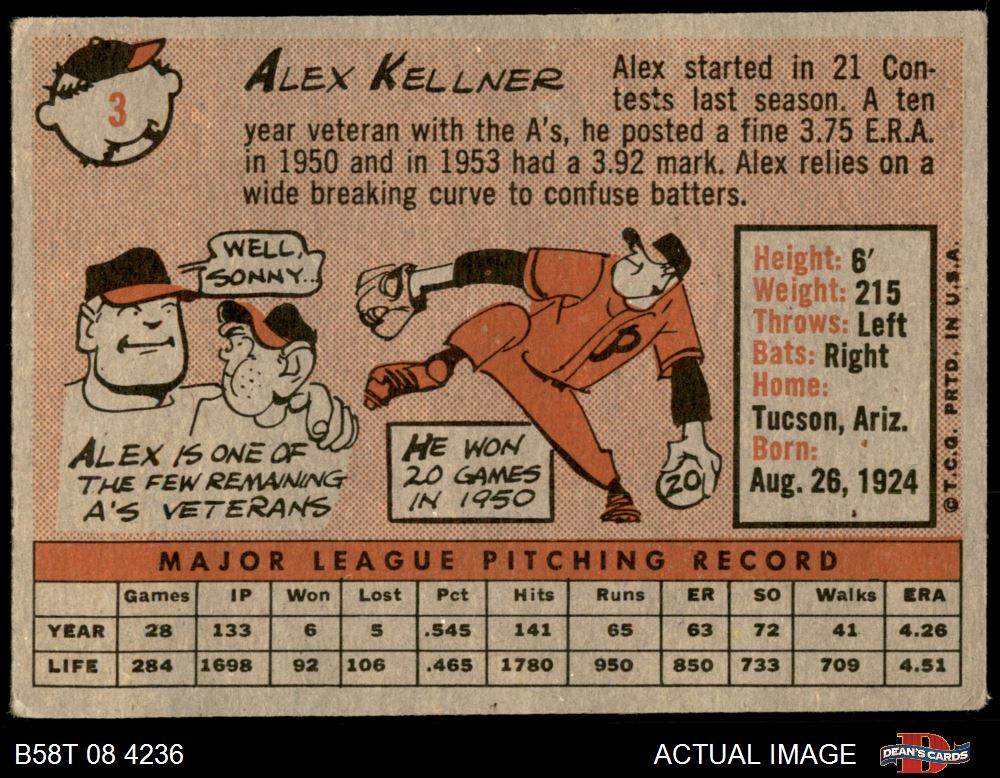 3
ALEX KELLNER
Alex started in 21 Con-
tests last season. A ten
year veteran with the A's, he posted a fine 3.75 E.R.A.
in 1950 and in 1953 had a 3.92 mark. Alex relies on a
wide breaking curve to confuse batters.
WELL,
SONNY...
ALEX IS ONE OF
THE FEW REMAINING
A'S VETERANS
HE WON
20 GAMES
IN 1950
20
Height: 6'
Weight: 215
Throws: Left
Bats: Right
Home:
Tucson, Ariz.
Born:
Aug. 26, 1924
© T.C.G. PRTD. IN U.S.A.
MAJOR LEAGUE PITCHING RECORD
Games IP Won Lost Pct Hits Runs ER SO Walks ERA
YEAR 28 133 6 5 .545 141 65 63 72 41 4.26
LIFE 284 1698 92 106 .465 1780 950 850 733 709 4.51
B58T 08 4236
ACTUAL IMAGE
DEAN'S CARDS